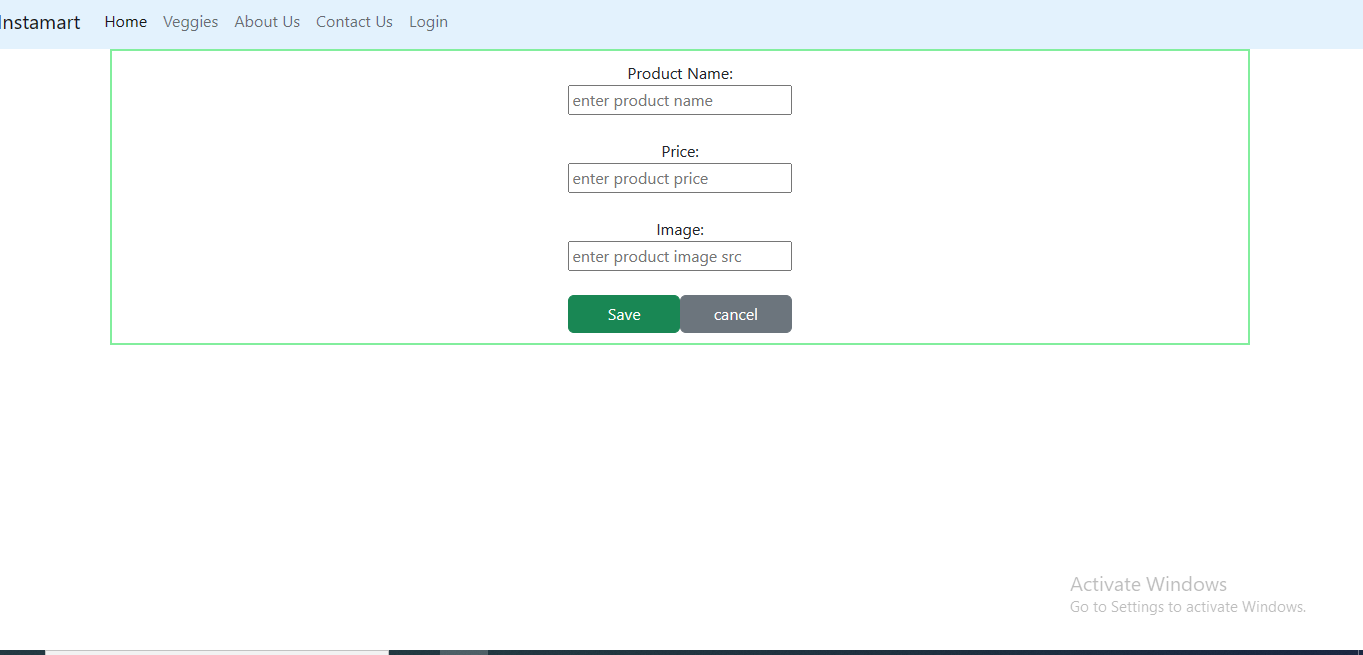 Instamart Home Veggies About Us Contact Us Login
Product Name:
enter product name
Price:
enter product price
Image:
enter product image src
Save cancel
Activate Windows
Go to Settings to activate Windows.